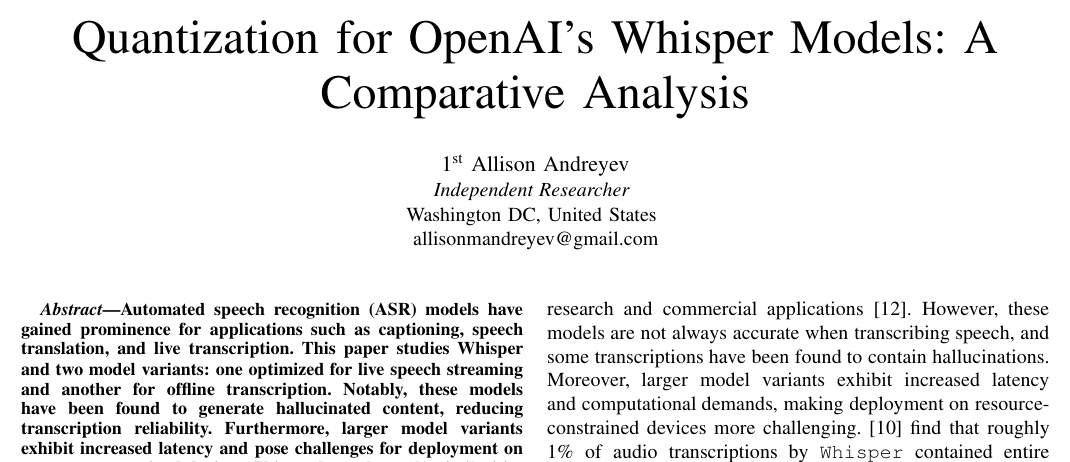 Quantization for OpenAI's Whisper Models: A
Comparative Analysis
1st Allison Andreyev
Independent Researcher
Washington DC, United States
allisonmandreyev@gmail.com
Abstract—Automated speech recognition (ASR) models have
gained prominence for applications such as captioning, speech
translation, and live transcription. This paper studies Whisper
and two model variants: one optimized for live speech streaming
and another for offline transcription. Notably, these models
have been found to generate hallucinated content, reducing
transcription reliability. Furthermore, larger model variants
exhibit increased latency and pose challenges for deployment on
research and commercial applications [12]. However, these
models are not always accurate when transcribing speech, and
some transcriptions have been found to contain hallucinations.
Moreover, larger model variants exhibit increased latency
and computational demands, making deployment on resource-
constrained devices more challenging. [10] find that roughly
1% of audio transcriptions by Whisper contained entire